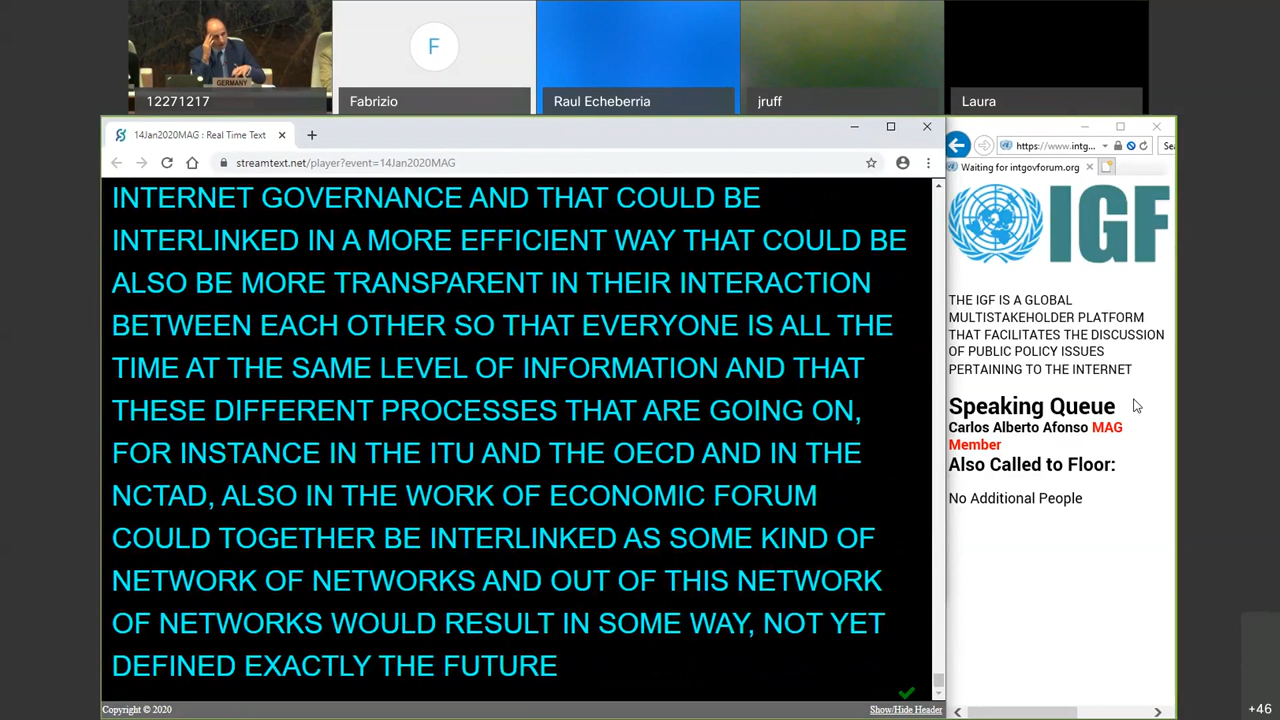 GERMANY
12271217
F
Fabrizio
Raul Echeberria
jruff
Laura
14Jan2020MAG : Real Time Text
streamtext.net/player?event=14Jan2020MAG
INTERNET GOVERNANCE AND THAT COULD BE
INTERLINKED IN A MORE EFFICIENT WAY THAT COULD BE
ALSO BE MORE TRANSPARENT IN THEIR INTERACTION
BETWEEN EACH OTHER SO THAT EVERYONE IS ALL THE
TIME AT THE SAME LEVEL OF INFORMATION AND THAT
THESE DIFFERENT PROCESSES THAT ARE GOING ON,
FOR INSTANCE IN THE ITU AND THE OECD AND IN THE
NCTAD, ALSO IN THE WORK OF ECONOMIC FORUM
COULD TOGETHER BE INTERLINKED AS SOME KIND OF
NETWORK OF NETWORKS AND OUT OF THIS NETWORK
OF NETWORKS WOULD RESULT IN SOME WAY, NOT YET
DEFINED EXACTLY THE FUTURE
Copyright © 2020
Show/Hide Header
https://www.intg...
Sea
Waiting for intgovforum.org
IGF
THE IGF IS A GLOBAL
MULTISTAKEHOLDER PLATFORM
THAT FACILITATES THE DISCUSSION
OF PUBLIC POLICY ISSUES
PERTAINING TO THE INTERNET
Speaking Queue
Carlos Alberto Afonso MAG
Member
Also Called to Floor:
No Additional People
+46